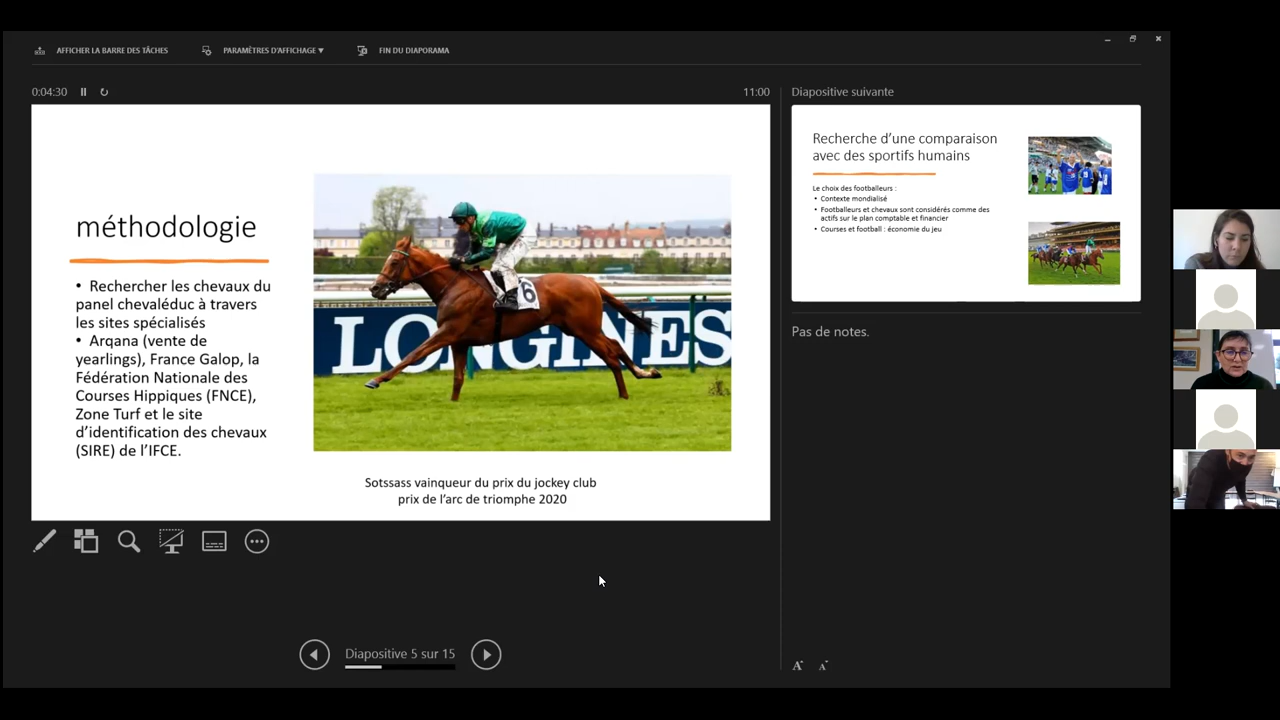 AFFICHER LA BARRE DES TÂCHES
PARAMÈTRES D'AFFICHAGE ▼
FIN DU DIAPORAMA
0:04:30
11:00
méthodologie
• Rechercher les chevaux du
panel chevaléduc à travers
les sites spécialisés
• Arqana (vente de
yearlings), France Galop, la
Fédération Nationale des
Courses Hippiques (FNCE),
Zone Turf et le site
d'identification des chevaux
(SIRE) de l'IFCE.
LONGINES
6
Sotssass vainqueur du prix du jockey club
prix de l'arc de triomphe 2020
Diapositive 5 sur 15
Diapositive suivante
Recherche d'une comparaison
avec des sportifs humains
Le choix des footballeurs :
• Contexte mondialisé
• Footballeurs et chevaux sont considérés comme des
actifs sur le plan comptable et financier
• Courses et football : économie du jeu
Pas de notes.
A A